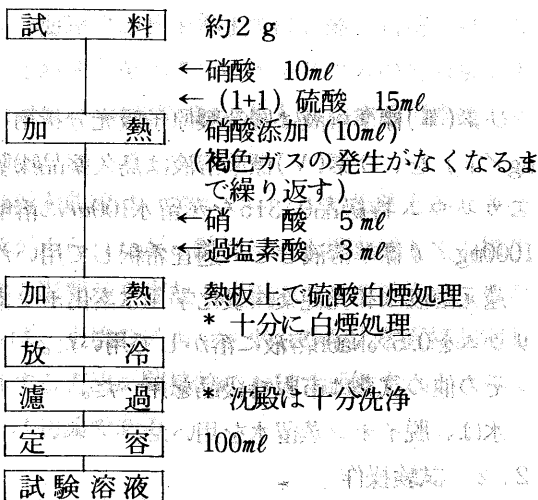 試料 約2 g
←硝酸 10mℓ
← (1+1) 硫酸 15mℓ
加熱 硝酸添加 (10mℓ)
(褐色ガスの発生がなくなるま
で繰り返す)
←硝 酸 5 mℓ
←過塩素酸 3 mℓ
加熱 熱板上で硫酸白煙処理
* 十分に白煙処理
放冷
濾過 * 沈殿は十分洗浄
定容 100mℓ
試験溶液